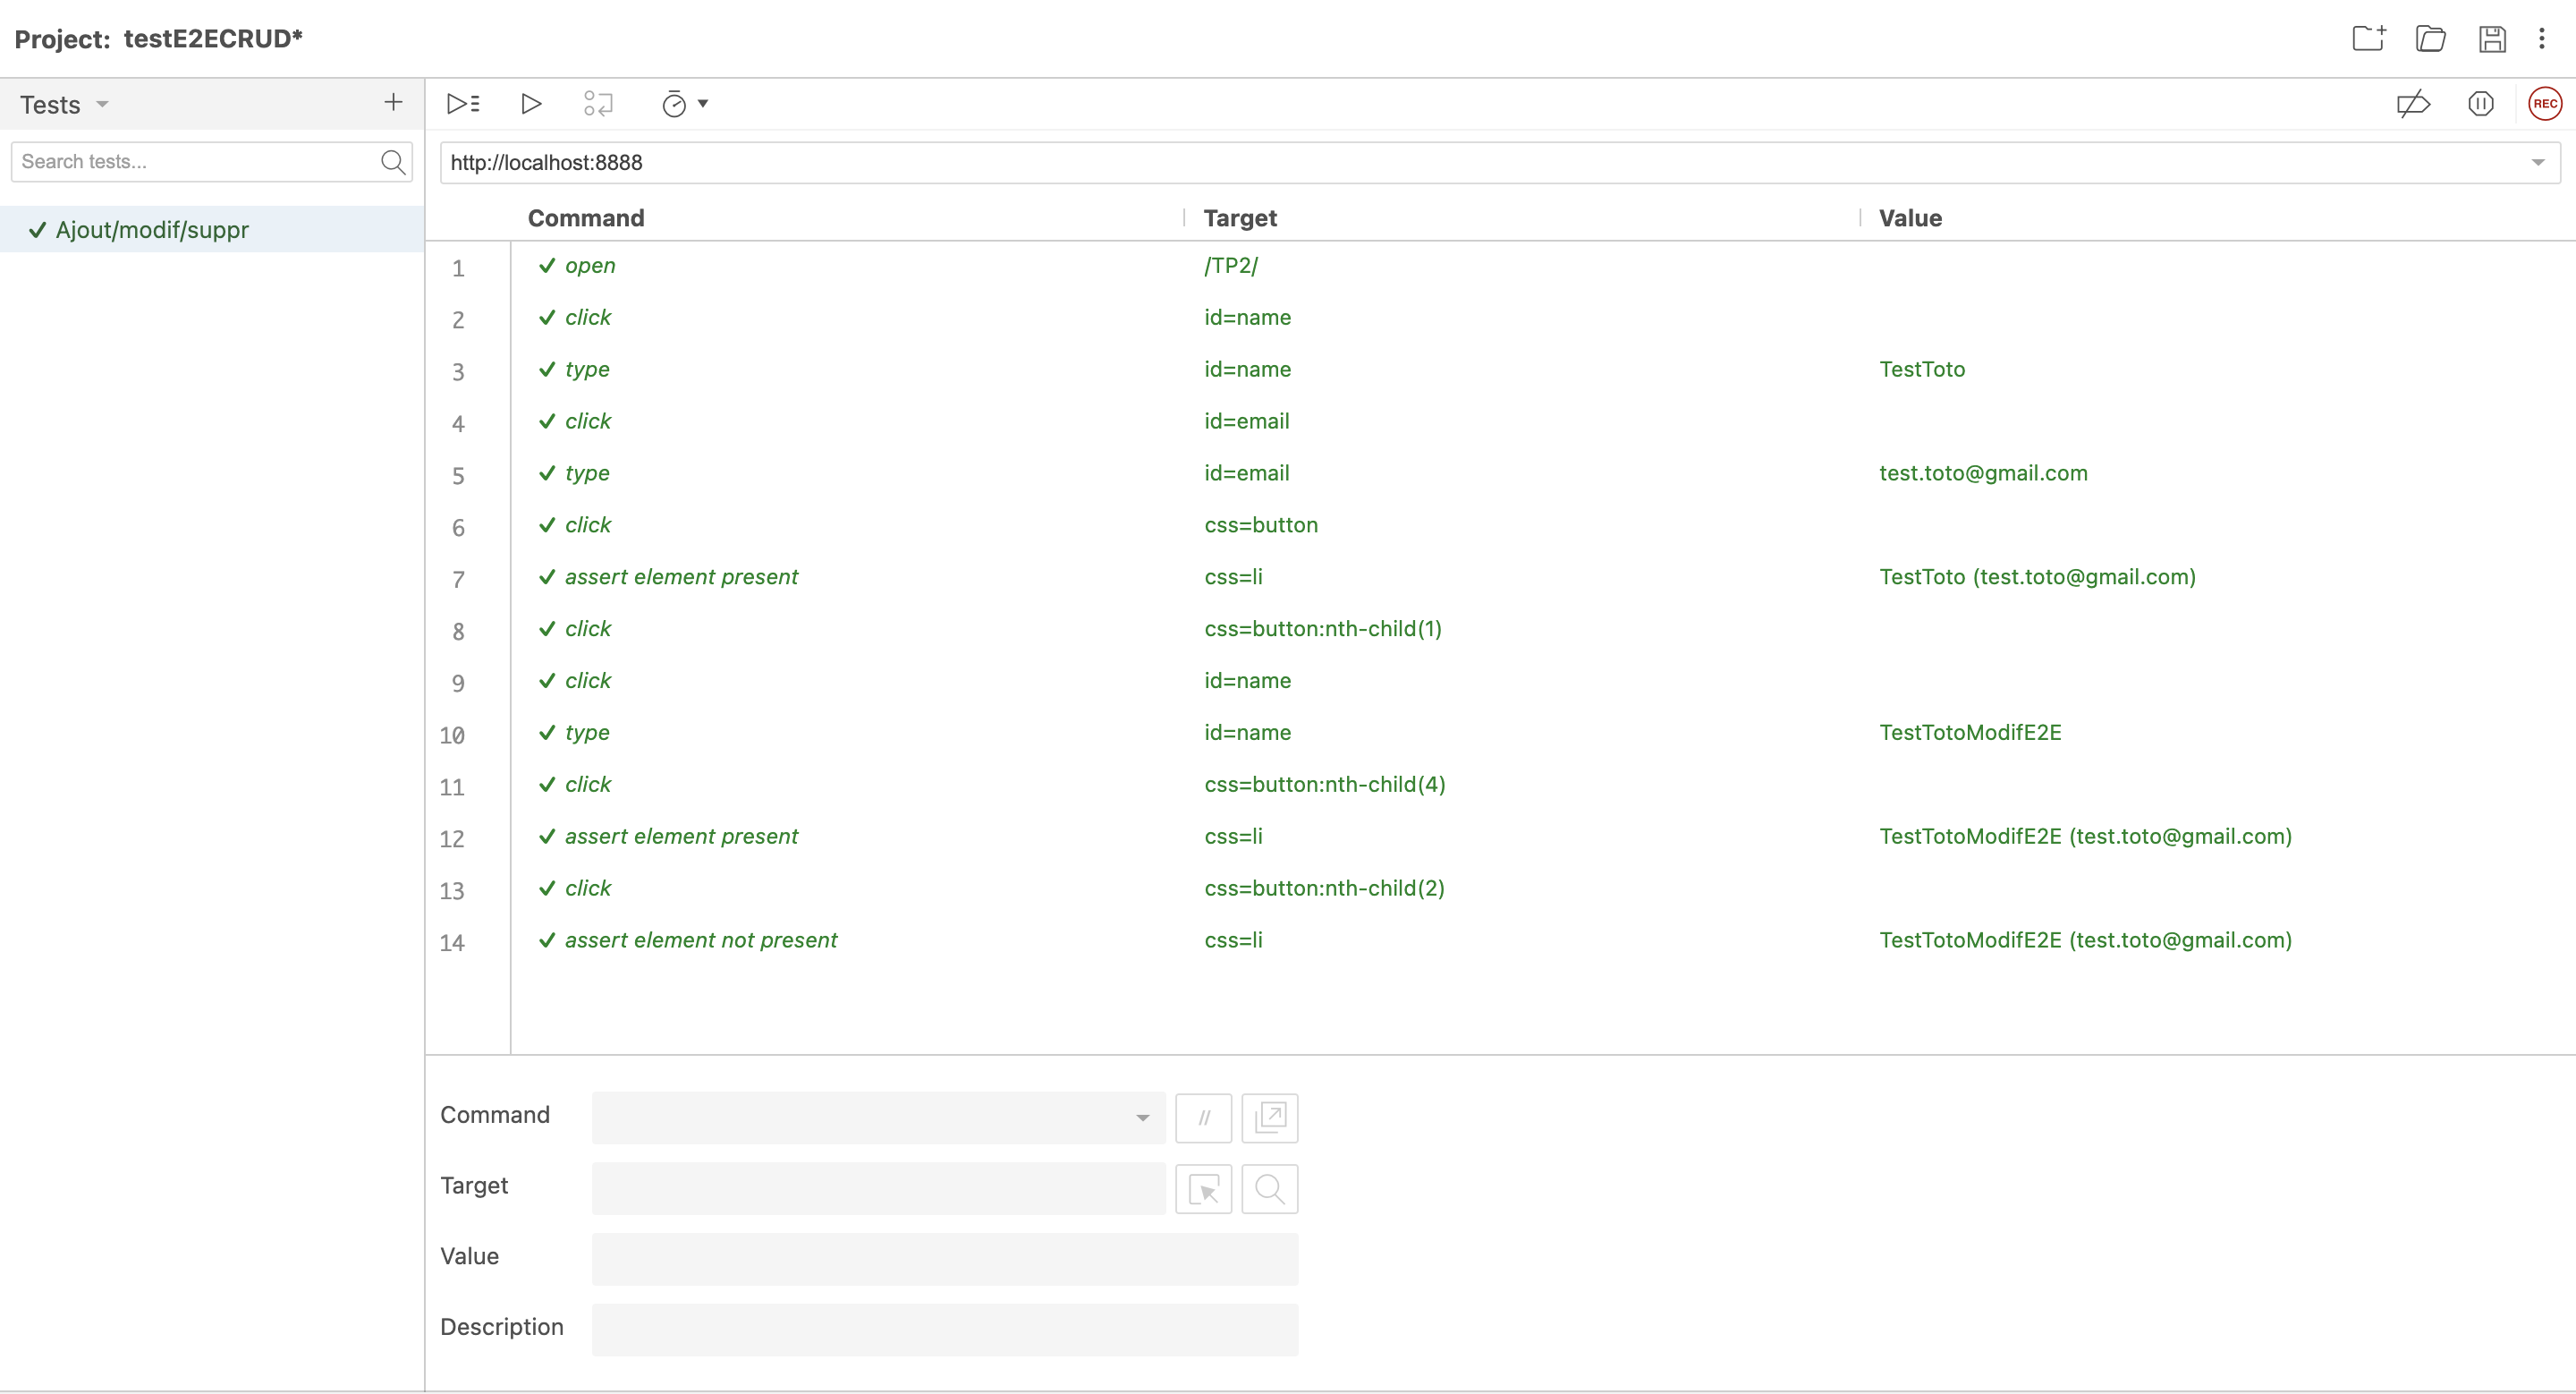 Project: testE2ECRUD*
Tests
REC
Search tests...
http://localhost:8888
Ajout/modif/suppr
Command Target Value
1 open /TP2/
2 click id=name
3 type id=name TestToto
4 click id=email
5 type id=email test.toto@gmail.com
6 click css=button
7 assert element present css=li TestToto (test.toto@gmail.com)
8 click css=button:nth-child(1)
9 click id=name
10 type id=name TestTotoModifE2E
11 click css=button:nth-child(4)
12 assert element present css=li TestTotoModifE2E (test.toto@gmail.com)
13 click css=button:nth-child(2)
14 assert element not present css=li TestTotoModifE2E (test.toto@gmail.com)
Command //
Target
Value
Description